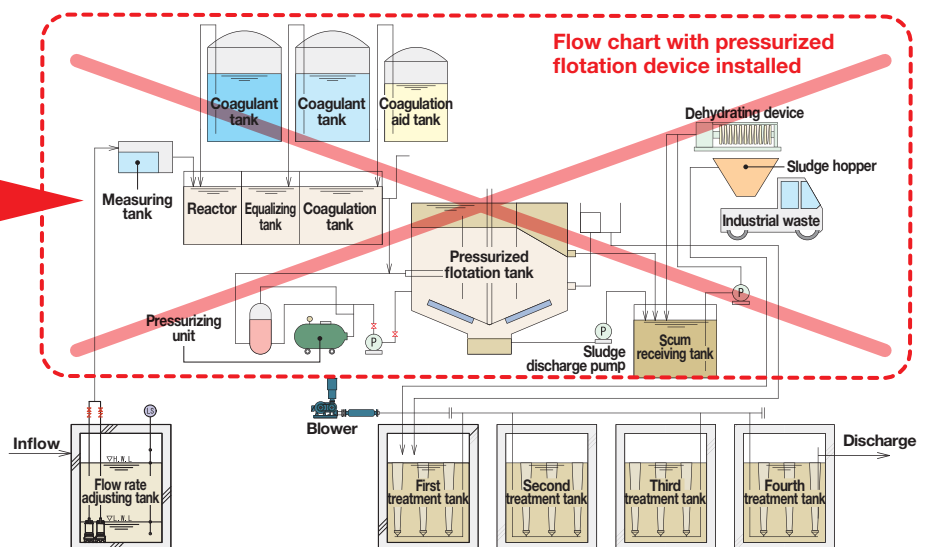 Flow chart with pressurized
flotation device installed
Coagulant
tank
Coagulant
tank
Coagulation
aid tank
Dehydrating device
Sludge hopper
Industrial waste
Measuring
tank
Reactor
Equalizing
tank
Coagulation
tank
Pressurized
flotation tank
Pressurizing
unit
P
P
P
Sludge
discharge pump
Scum
receiving tank
Blower
LS
Inflow
H.W.L
Flow rate
adjusting tank
L.W.L
First
treatment tank
Second
treatment tank
Third
treatment tank
Fourth
treatment tank
Discharge